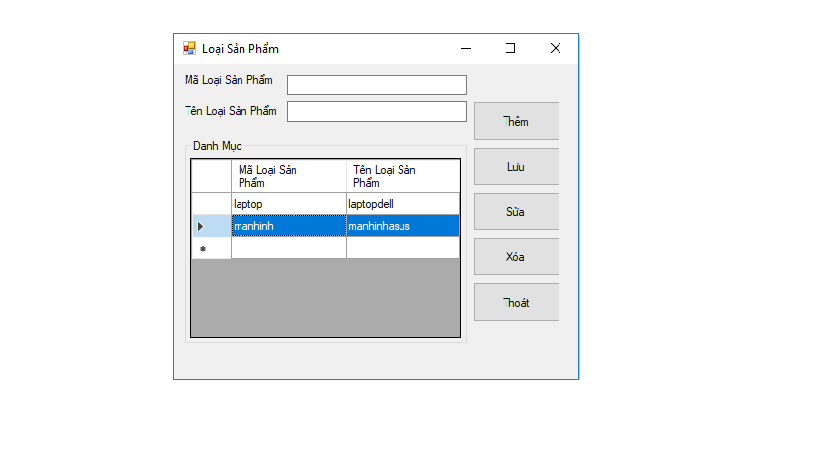 Loại Sản Phẩm
Mã Loại Sản Phẩm
Tên Loại Sản Phẩm
Thêm
Danh Mục
Lưu
Mã Loại Sản Phẩm
Tên Loại Sản Phẩm
laptop laptopdell
Sửa
manhinh manhinhasus
Xóa
Thoát